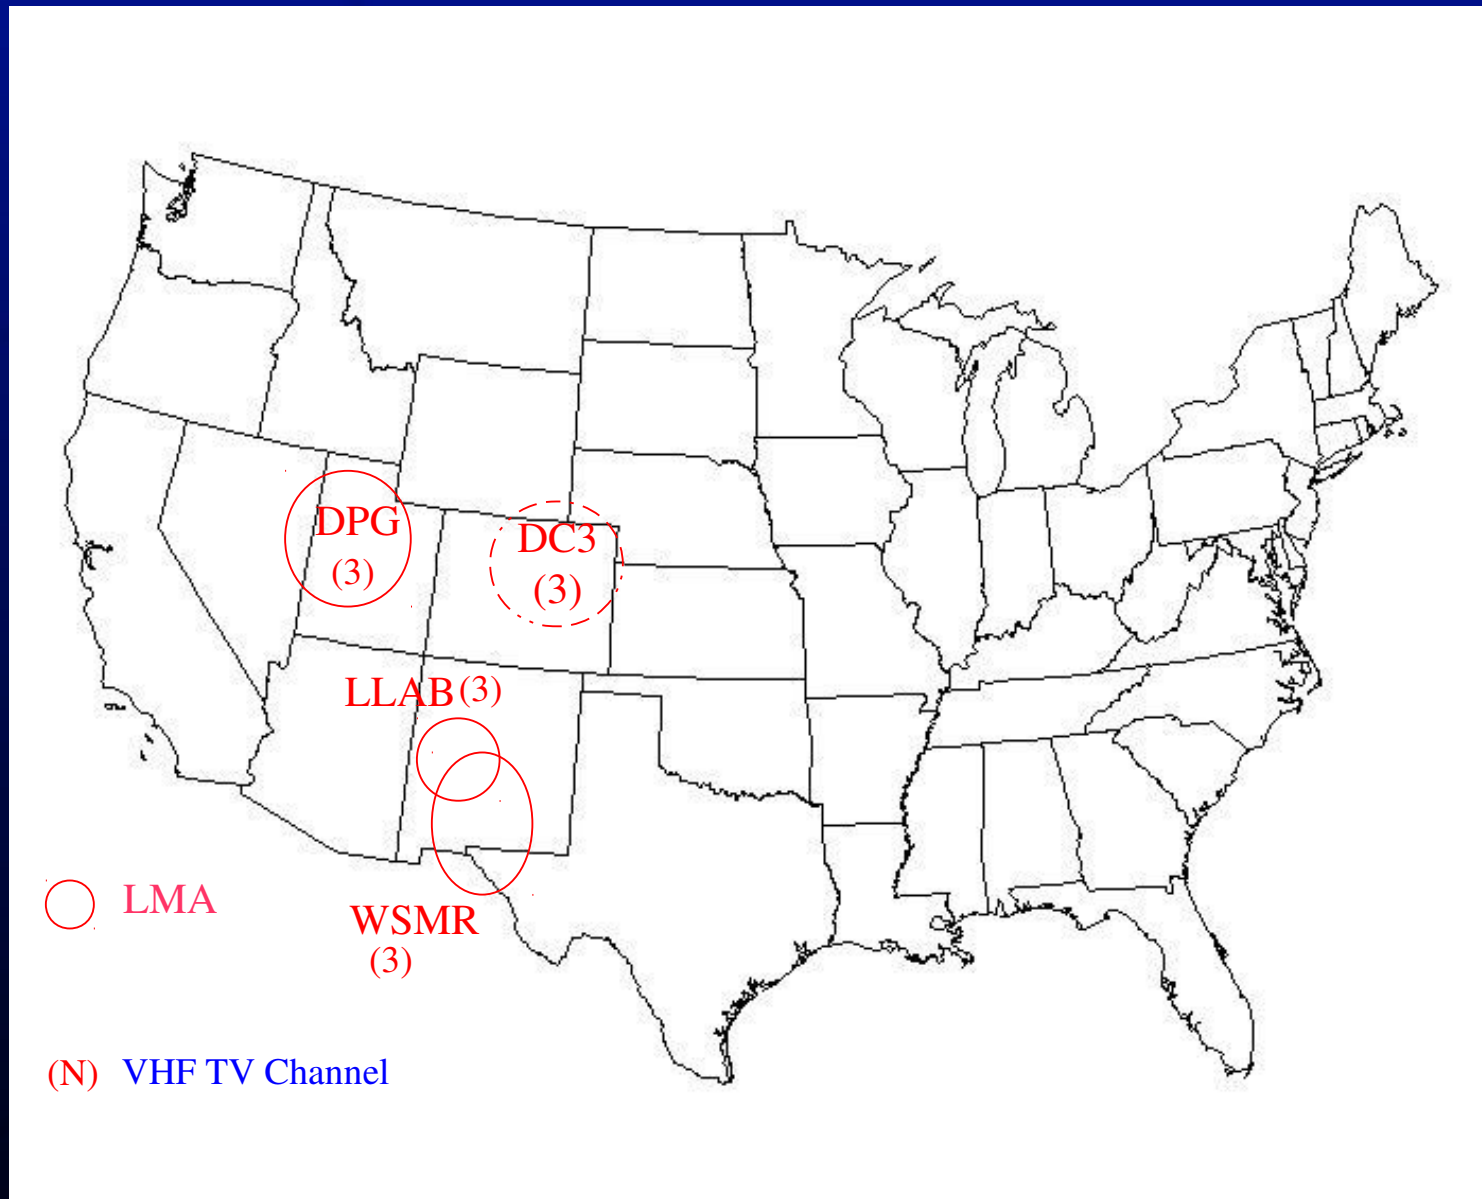 DPG
(3)
DC3
(3)
LLAB (3)
LMA
WSMR
(3)
(N) VHF TV Channel